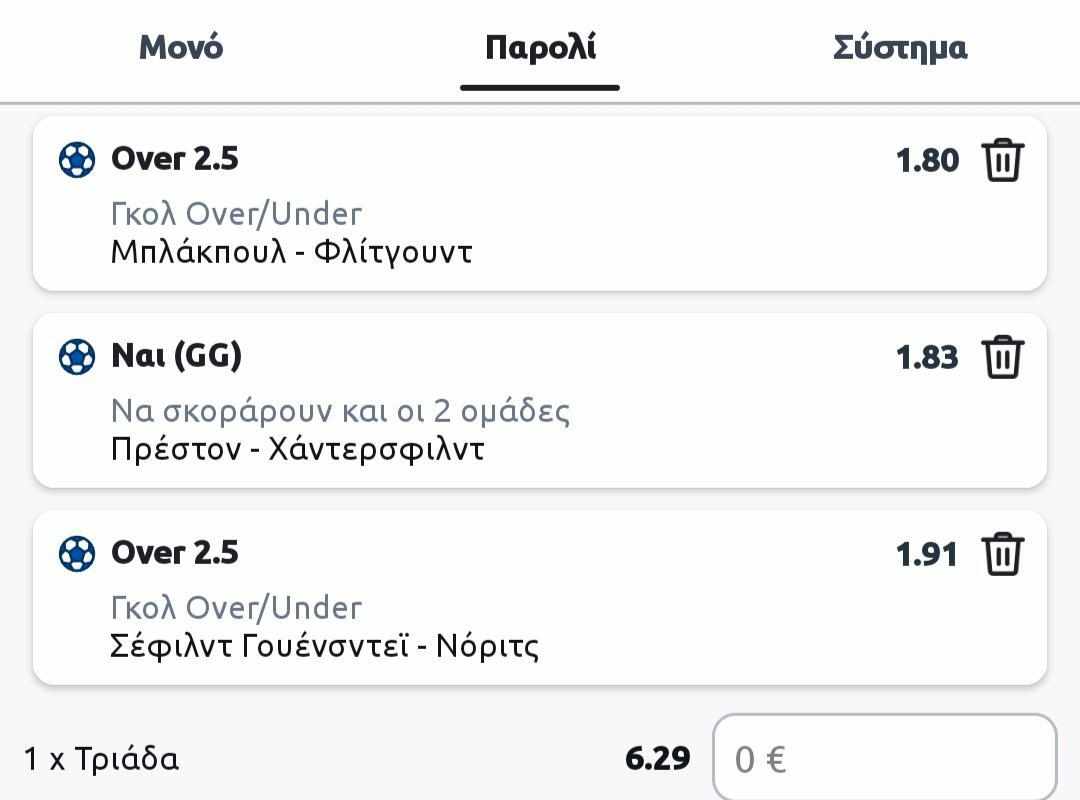 Μονό Παρολί Σύστημα
Over 2.5 1.80
Γκολ Over/Under
Μπλάκπουλ - Φλίτγουντ
Ναι (GG) 1.83
Να σκοράρουν και οι 2 ομάδες
Πρέστον - Χάντερσφιλντ
Over 2.5 1.91
Γκολ Over/Under
Σέφιλντ Γουένσντεϊ - Νόριτς
1 x Τριάδα 6.29 0 €